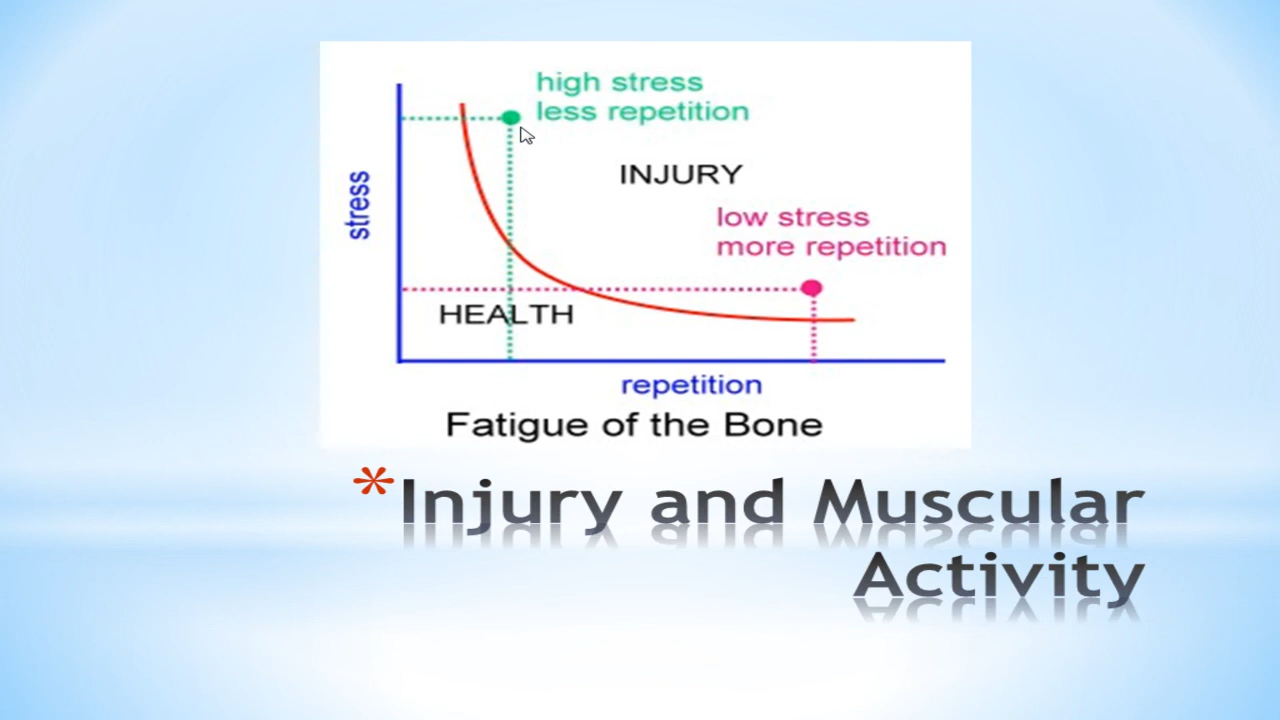 high stress
less repetition
INJURY
stress
low stress
more repetition
HEALTH
repetition
Fatigue of the Bone
*Injury and Muscular
Activity